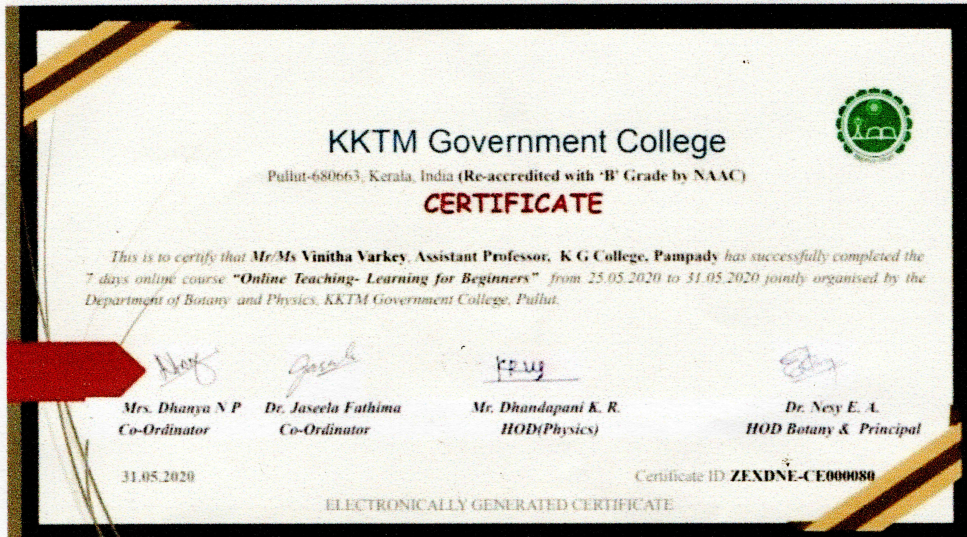 KKTM Government College
Pullut-680663, Kerala, India (Re-accredited with 'B' Grade by NAAC)
CERTIFICATE
This is to certify that Mr/Ms Vinitha Varkey, Assistant Professor, K G College, Pampady has successfully completed the
7 days online course "Online Teaching- Learning for Beginners" from 25.05.2020 to 31.05.2020 jointly organised by the
Department of Botany and Physics, KKTM Government College, Pullut.
Mrs. Dhanya N P Dr. Jaseela Fathima Mr. Dhandapani K. R. Dr. Nesy E. A.
Co-Ordinator Co-Ordinator HOD(Physics) HOD Botany & Principal
31.05.2020 Certificate ID ZEXDNE-CE000080
ELECTRONICALLY GENERATED CERTIFICATE